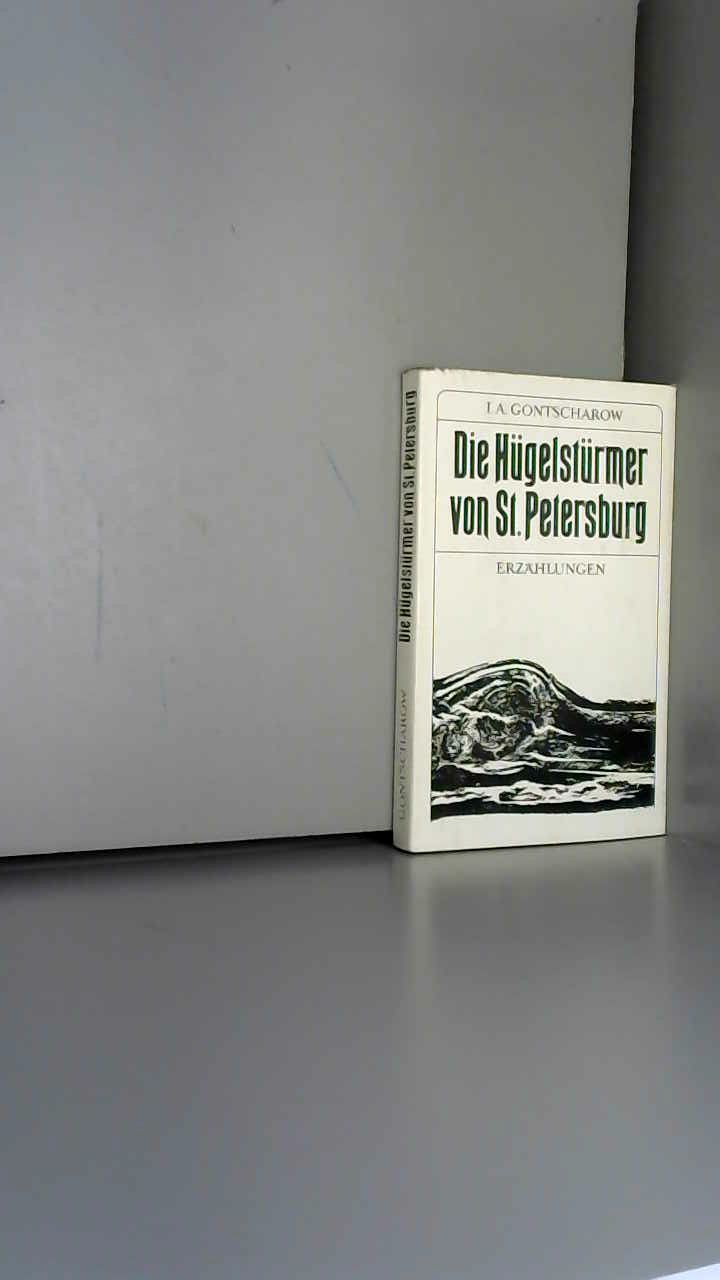 I. A. GONTSCHAROW
Die Hügelstürmer
von St. Petersburg
ERZÄHLUNGEN
Die Hügelstürmer von St. Petersburg
GONTSCHAROW